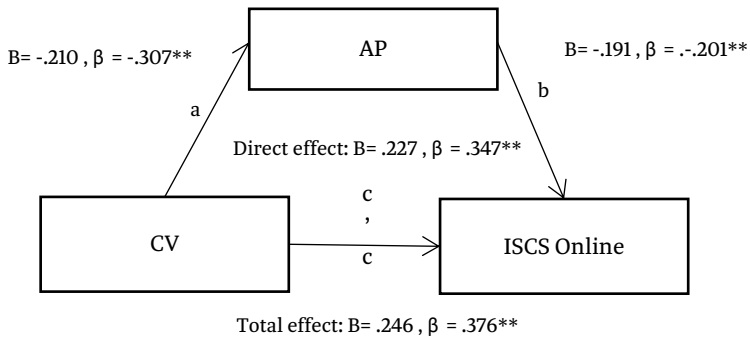 AP
B= -.210 , β = -.307**
B= -.191 , β = .-.201**
a
b
Direct effect: B= .227 , β = .347**
c
,
CV
ISCS Online
c
Total effect: B= .246 , β = .376**